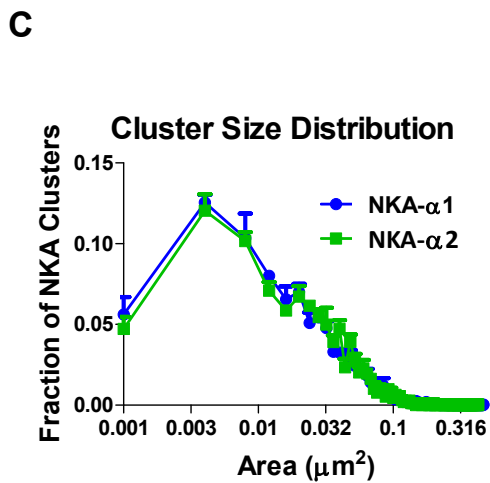 C
Cluster Size Distribution
Fraction of NKA Clusters
0.15
0.10
0.05
0.00
NKA-α1
NKA-α2
0.001 0.003 0.01 0.032 0.1 0.316
Area (μm²)